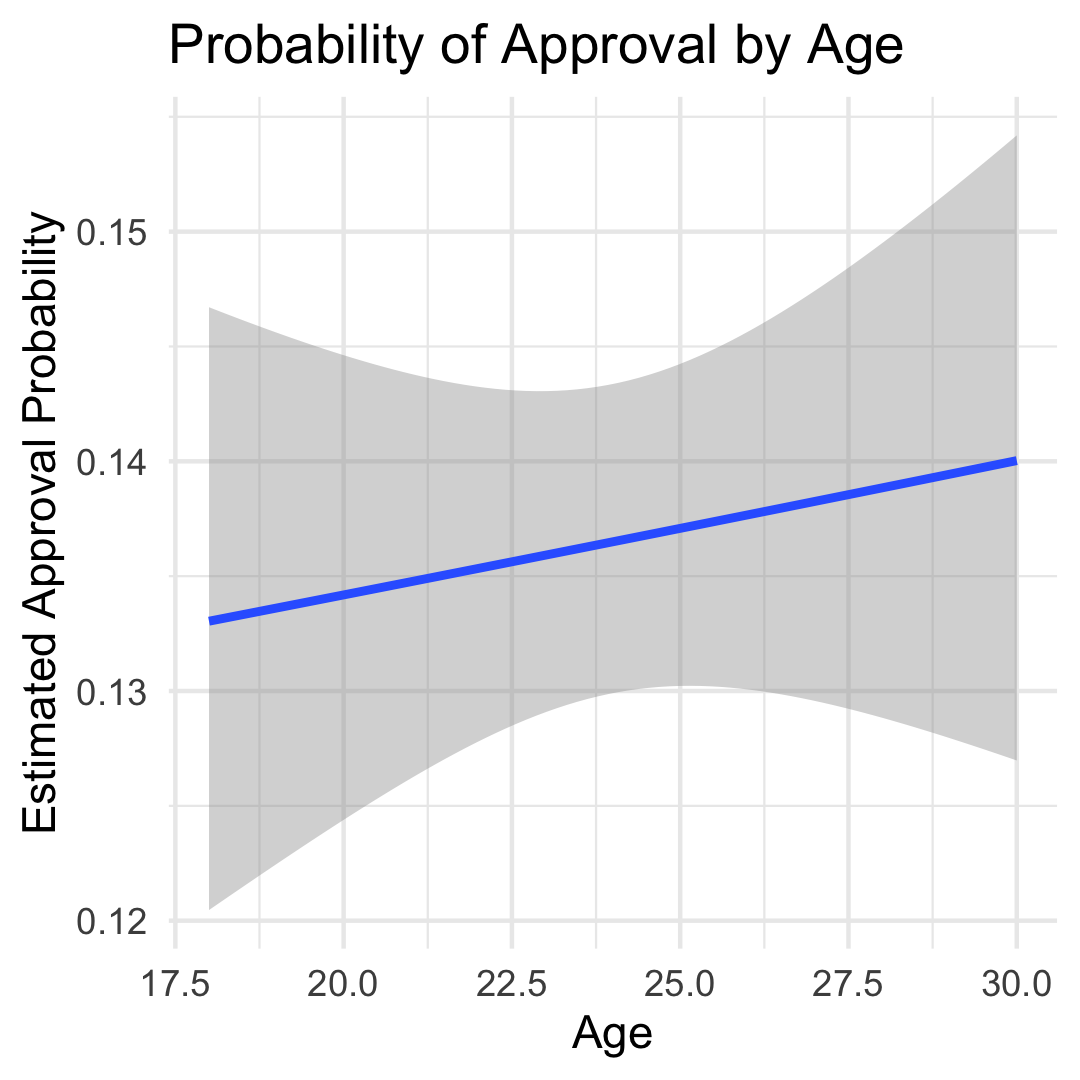 Probability of Approval by Age
Estimated Approval Probability
0.15
0.14
0.13
0.12
17.5 20.0 22.5 25.0 27.5 30.0
Age